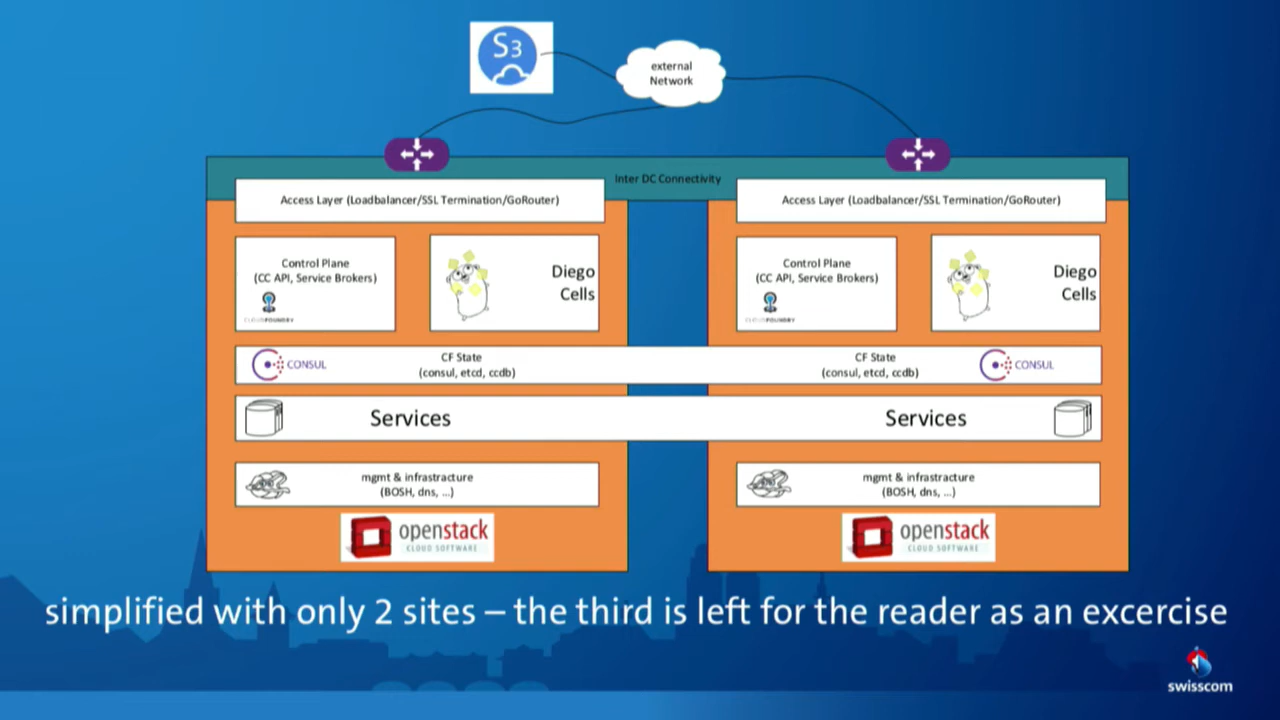 S3
external
Network
Inter DC Connectivity
Access Layer (Loadbalancer/SSL Termination/GoRouter)
Access Layer (Loadbalancer/SSL Termination/GoRouter)
Control Plane
(CC API, Service Brokers)
CLOUDFOUNDRY
Diego
Cells
Control Plane
(CC API, Service Brokers)
CLOUDFOUNDRY
Diego
Cells
CONSUL
CF State
(consul, etcd, ccdb)
CF State
(consul, etcd, ccdb)
CONSUL
Services
Services
mgmt & infrastracture
(BOSH, dns, ...)
mgmt & infrastracture
(BOSH, dns, ...)
openstack
CLOUD SOFTWARE
openstack
CLOUD SOFTWARE
simplified with only 2 sites – the third is left for the reader as an excercise
swisscom